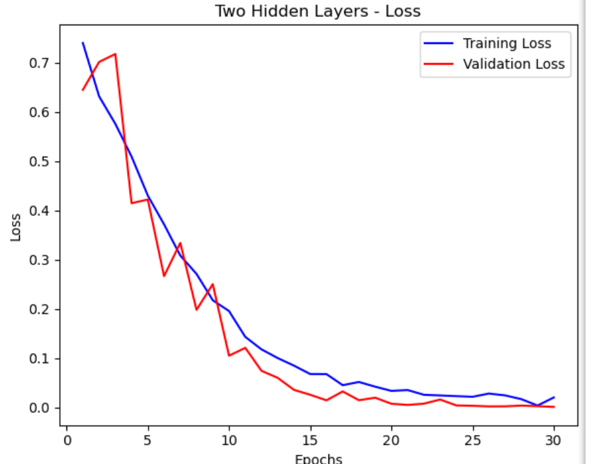 Two Hidden Layers - Loss
Training Loss
Validation Loss
Loss
0.7
0.6
0.5
0.4
0.3
0.2
0.1
0.0
0 5 10 15 20 25 30
Epochs